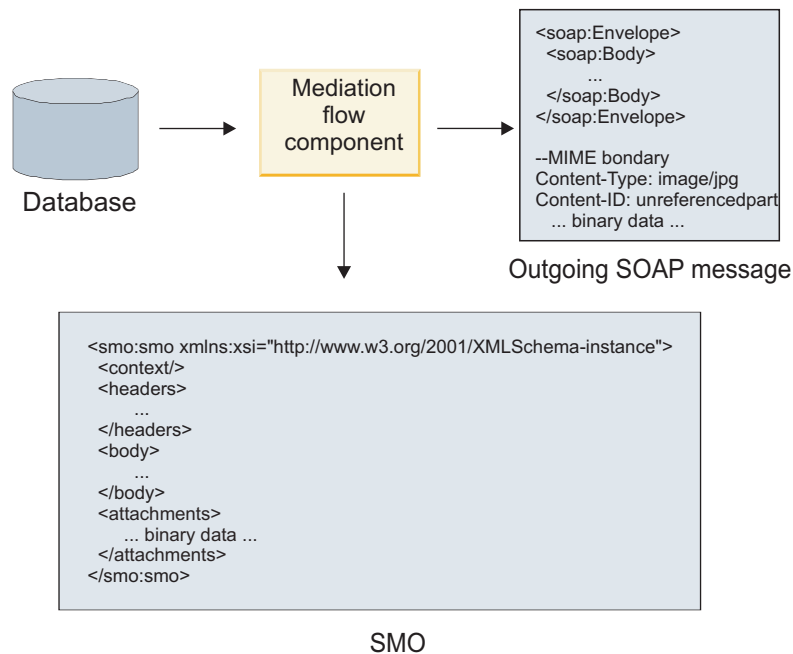 Database
Mediation
flow
component
<soap:Envelope>
<soap:Body>
...
</soap:Body>
</soap:Envelope>
--MIME bondary
Content-Type: image/jpg
Content-ID: unreferencedpart
... binary data ...
Outgoing SOAP message
<smo:smo xmlns:xsi="http://www.w3.org/2001/XMLSchema-instance">
<context/>
<headers>
...
</headers>
<body>
...
</body>
<attachments>
... binary data ...
</attachments>
</smo:smo>
SMO